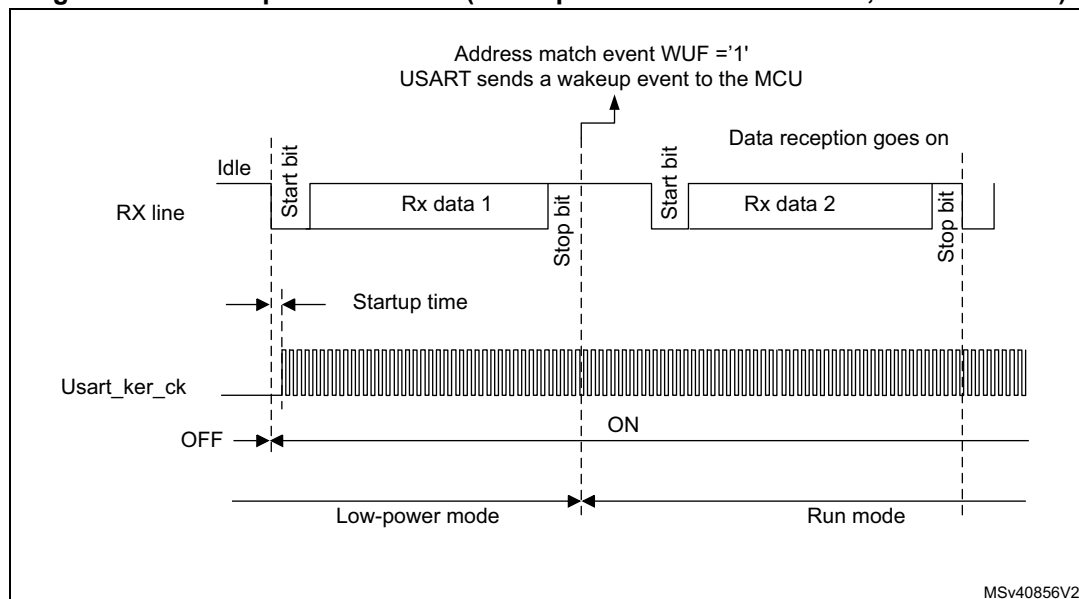 Address match event WUF ='1'
USART sends a wakeup event to the MCU
Data reception goes on
Idle
Start bit
Start bit
RX line
Rx data 1
Rx data 2
Stop bit
Stop bit
Startup time
Usart_ker_ck
OFF
ON
Low-power mode
Run mode
MSv40856V2